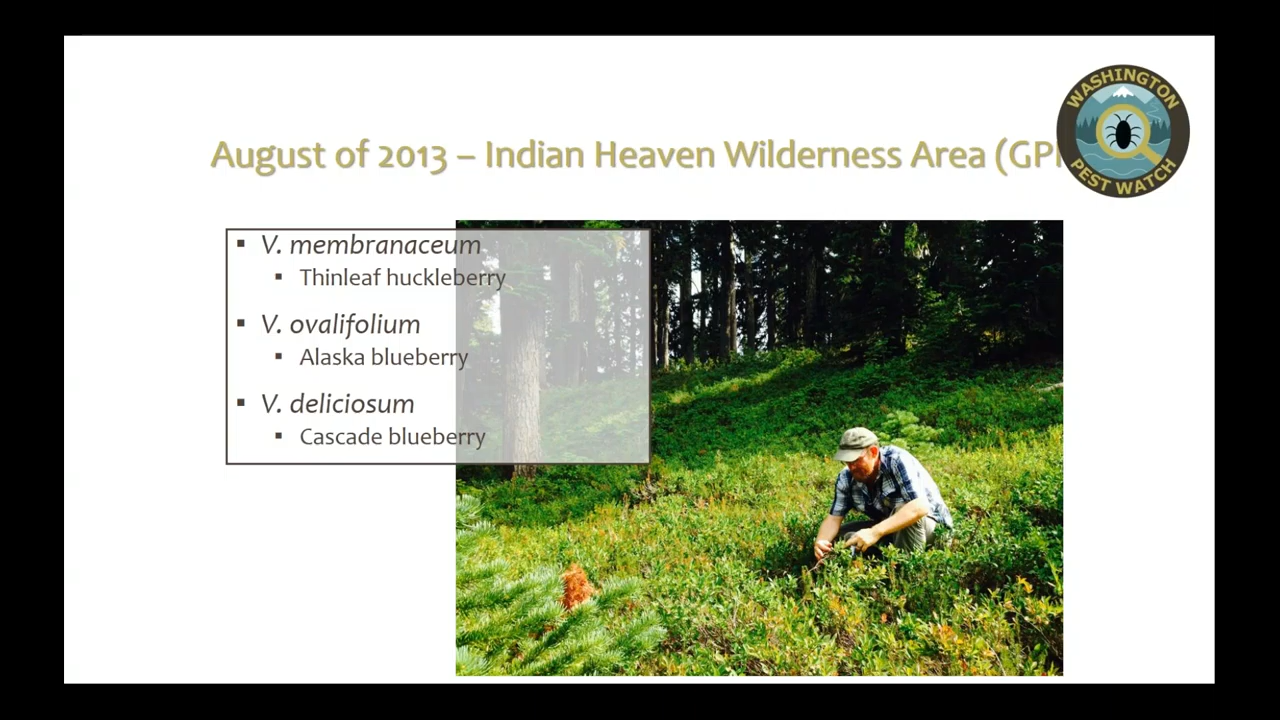 August of 2013 – Indian Heaven Wilderness Area (GP
WASHINGTON
PEST WATCH
▪ V. membranaceum
▪ Thinleaf huckleberry
▪ V. ovalifolium
▪ Alaska blueberry
▪ V. deliciosum
▪ Cascade blueberry